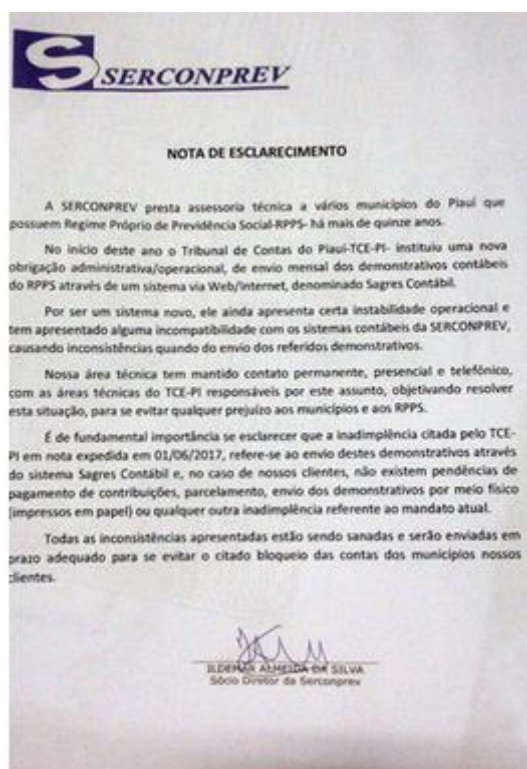 S SERCONPREV
NOTA DE ESCLARECIMENTO
A SERCONPREV presta assessoria técnica a vários municípios do Piauí que
possuem Regime Próprio de Previdência Social-RPPS- há mais de quinze anos.
No início deste ano o Tribunal de Contas do Piauí-TCE-PI- instituiu uma nova
obrigação administrativa/operacional, de envio mensal dos demonstrativos contábeis
do RPPS através de um sistema via Web/Internet, denominado Sagres Contábil.
Por ser um sistema novo, ele ainda apresenta certa instabilidade operacional e
tem apresentado alguma incompatibilidade com os sistemas contábeis da SERCONPREV,
causando inconsistências quando do envio dos referidos demonstrativos.
Nossa área técnica tem mantido contato permanente, presencial e telefônico,
com as áreas técnicas do TCE-PI responsáveis por este assunto, objetivando resolver
esta situação, para se evitar qualquer prejuízo aos municípios e aos RPPS.
É de fundamental importância se esclarecer que a inadimplência citada pelo TCE-
PI em nota expedida em 01/06/2017, refere-se ao envio destes demonstrativos através
do sistema Sagres Contábil e, no caso de nossos clientes, não existem pendências de
pagamento de contribuições, parcelamento, envio dos demonstrativos por meio físico
(impressos em papel) ou qualquer outra inadimplência referente ao mandato atual.
Todas as inconsistências apresentadas estão sendo sanadas e serão enviadas em
prazo adequado para se evitar o citado bloqueio das contas dos municípios nossos
clientes.
ILDEMAR ALMEIDA DA SILVA
Sócio Diretor da Serconprev